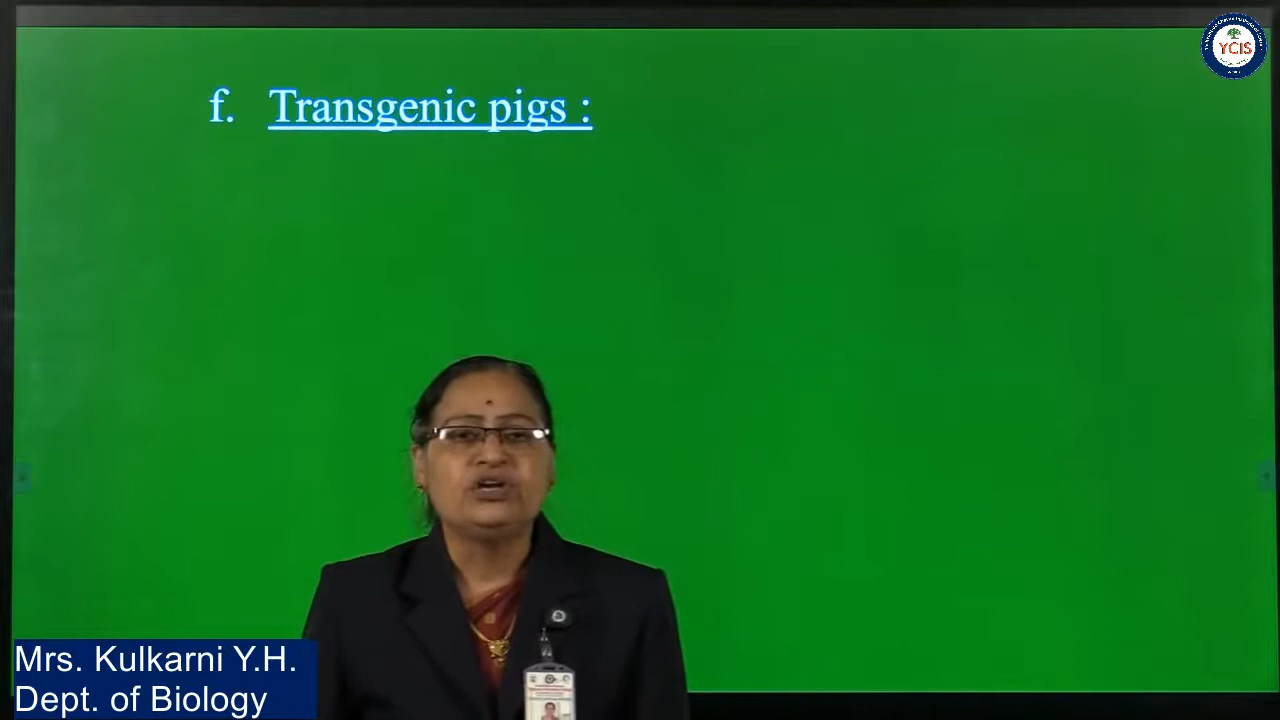 YCIS
f. Transgenic pigs :
Mrs. Kulkarni Y.H.
Dept. of Biology